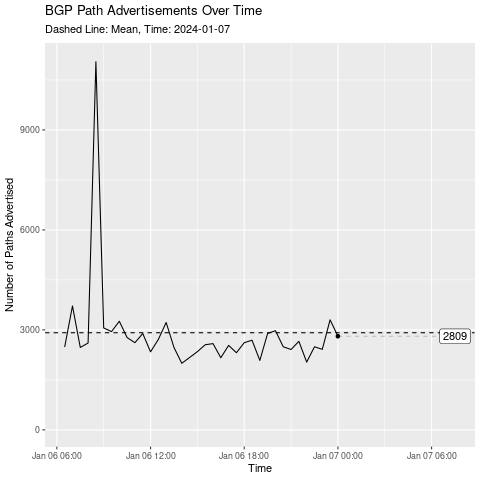 BGP Path Advertisements Over Time
Dashed Line: Mean, Time: 2024-01-07
Number of Paths Advertised
9000
6000
3000
0
2809
Jan 06 06:00
Jan 06 12:00
Jan 06 18:00
Jan 07 00:00
Jan 07 06:00
Time